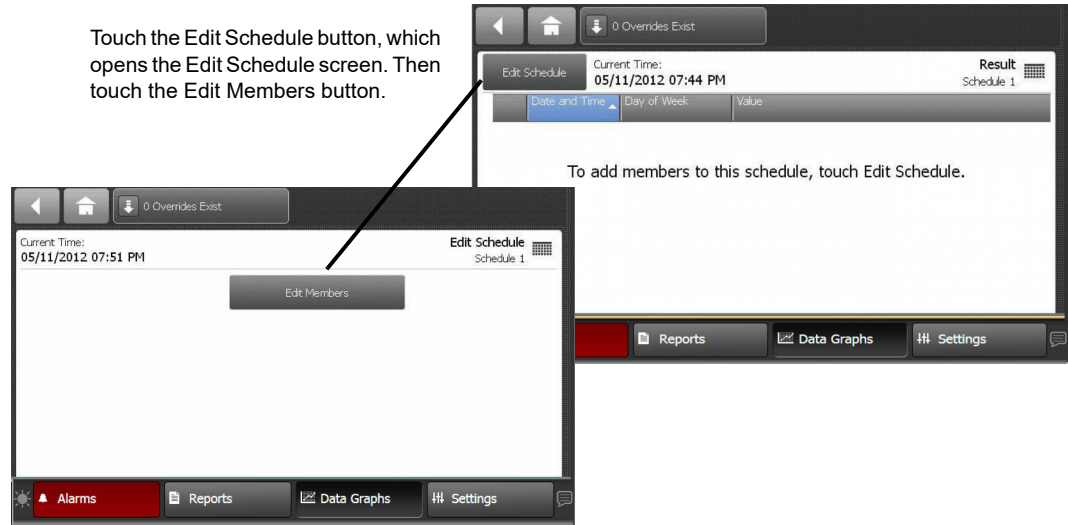 Touch the Edit Schedule button, which
opens the Edit Schedule screen. Then
touch the Edit Members button.
0 Overrides Exist
Edit Schedule
Current Time:
05/11/2012 07:44 PM
Result
Schedule 1
Date and Time
Day of Week
Value
To add members to this schedule, touch Edit Schedule.
Reports
Data Graphs
Settings
0 Overrides Exist
Current Time:
05/11/2012 07:51 PM
Edit Schedule
Schedule 1
Edit Members
Alarms
Reports
Data Graphs
Settings